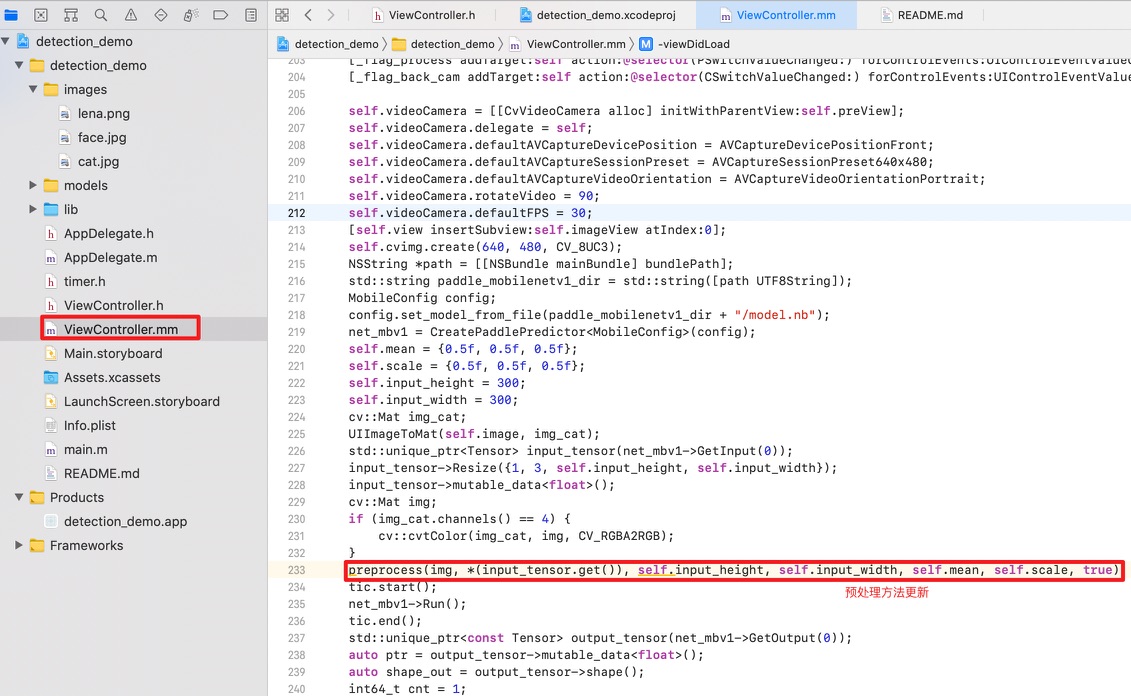 ViewController.h
detection_demo.xcodeproj
ViewController.mm
README.md
detection_demo
detection_demo
detection_demo
ViewController.mm
M
-viewDidLoad
detection_demo
images
lena.png
face.jpg
cat.jpg
models
lib
h AppDelegate.h
m AppDelegate.m
h timer.h
h ViewController.h
m ViewController.mm
Main.storyboard
Assets.xcassets
LaunchScreen.storyboard
Info.plist
m main.m
README.md
Products
detection_demo.app
Frameworks
203 [_flag_process addTarget:self action:@selector(PSwitchValueChanged:) forControlEvents:UIControlEventValue
204 [_flag_back_cam addTarget:self action:@selector(CSwitchValueChanged:) forControlEvents:UIControlEventValue
205
206 self.videoCamera = [[CvVideoCamera alloc] initWithParentView:self.preView];
207 self.videoCamera.delegate = self;
208 self.videoCamera.defaultAVCaptureDevicePosition = AVCaptureDevicePositionFront;
209 self.videoCamera.defaultAVCaptureSessionPreset = AVCaptureSessionPreset640x480;
210 self.videoCamera.defaultAVCaptureVideoOrientation = AVCaptureVideoOrientationPortrait;
211 self.videoCamera.rotateVideo = 90;
212 self.videoCamera.defaultFPS = 30;
213 [self.view insertSubview:self.imageView atIndex:0];
214 self.cvimg.create(640, 480, CV_8UC3);
215 NSString *path = [[NSBundle mainBundle] bundlePath];
216 std::string paddle_mobilenetv1_dir = std::string([path UTF8String]);
217 MobileConfig config;
218 config.set_model_from_file(paddle_mobilenetv1_dir + "/model.nb");
219 net_mbv1 = CreatePaddlePredictor<MobileConfig>(config);
220 self.mean = {0.5f, 0.5f, 0.5f};
221 self.scale = {0.5f, 0.5f, 0.5f};
222 self.input_height = 300;
223 self.input_width = 300;
224 cv::Mat img_cat;
225 UIImageToMat(self.image, img_cat);
226 std::unique_ptr<Tensor> input_tensor(net_mbv1->GetInput(0));
227 input_tensor->Resize({1, 3, self.input_height, self.input_width});
228 input_tensor->mutable_data<float>();
229 cv::Mat img;
230 if (img_cat.channels() == 4) {
231 cv::cvtColor(img_cat, img, CV_RGBA2RGB);
232 }
233 preprocess(img, *(input_tensor.get()), self.input_height, self.input_width, self.mean, self.scale, true)
234 tic.start();
预处理方法更新
235 net_mbv1->Run();
236 tic.end();
237 std::unique_ptr<const Tensor> output_tensor(net_mbv1->GetOutput(0));
238 auto ptr = output_tensor->mutable_data<float>();
239 auto shape_out = output_tensor->shape();
240 int64_t cnt = 1;